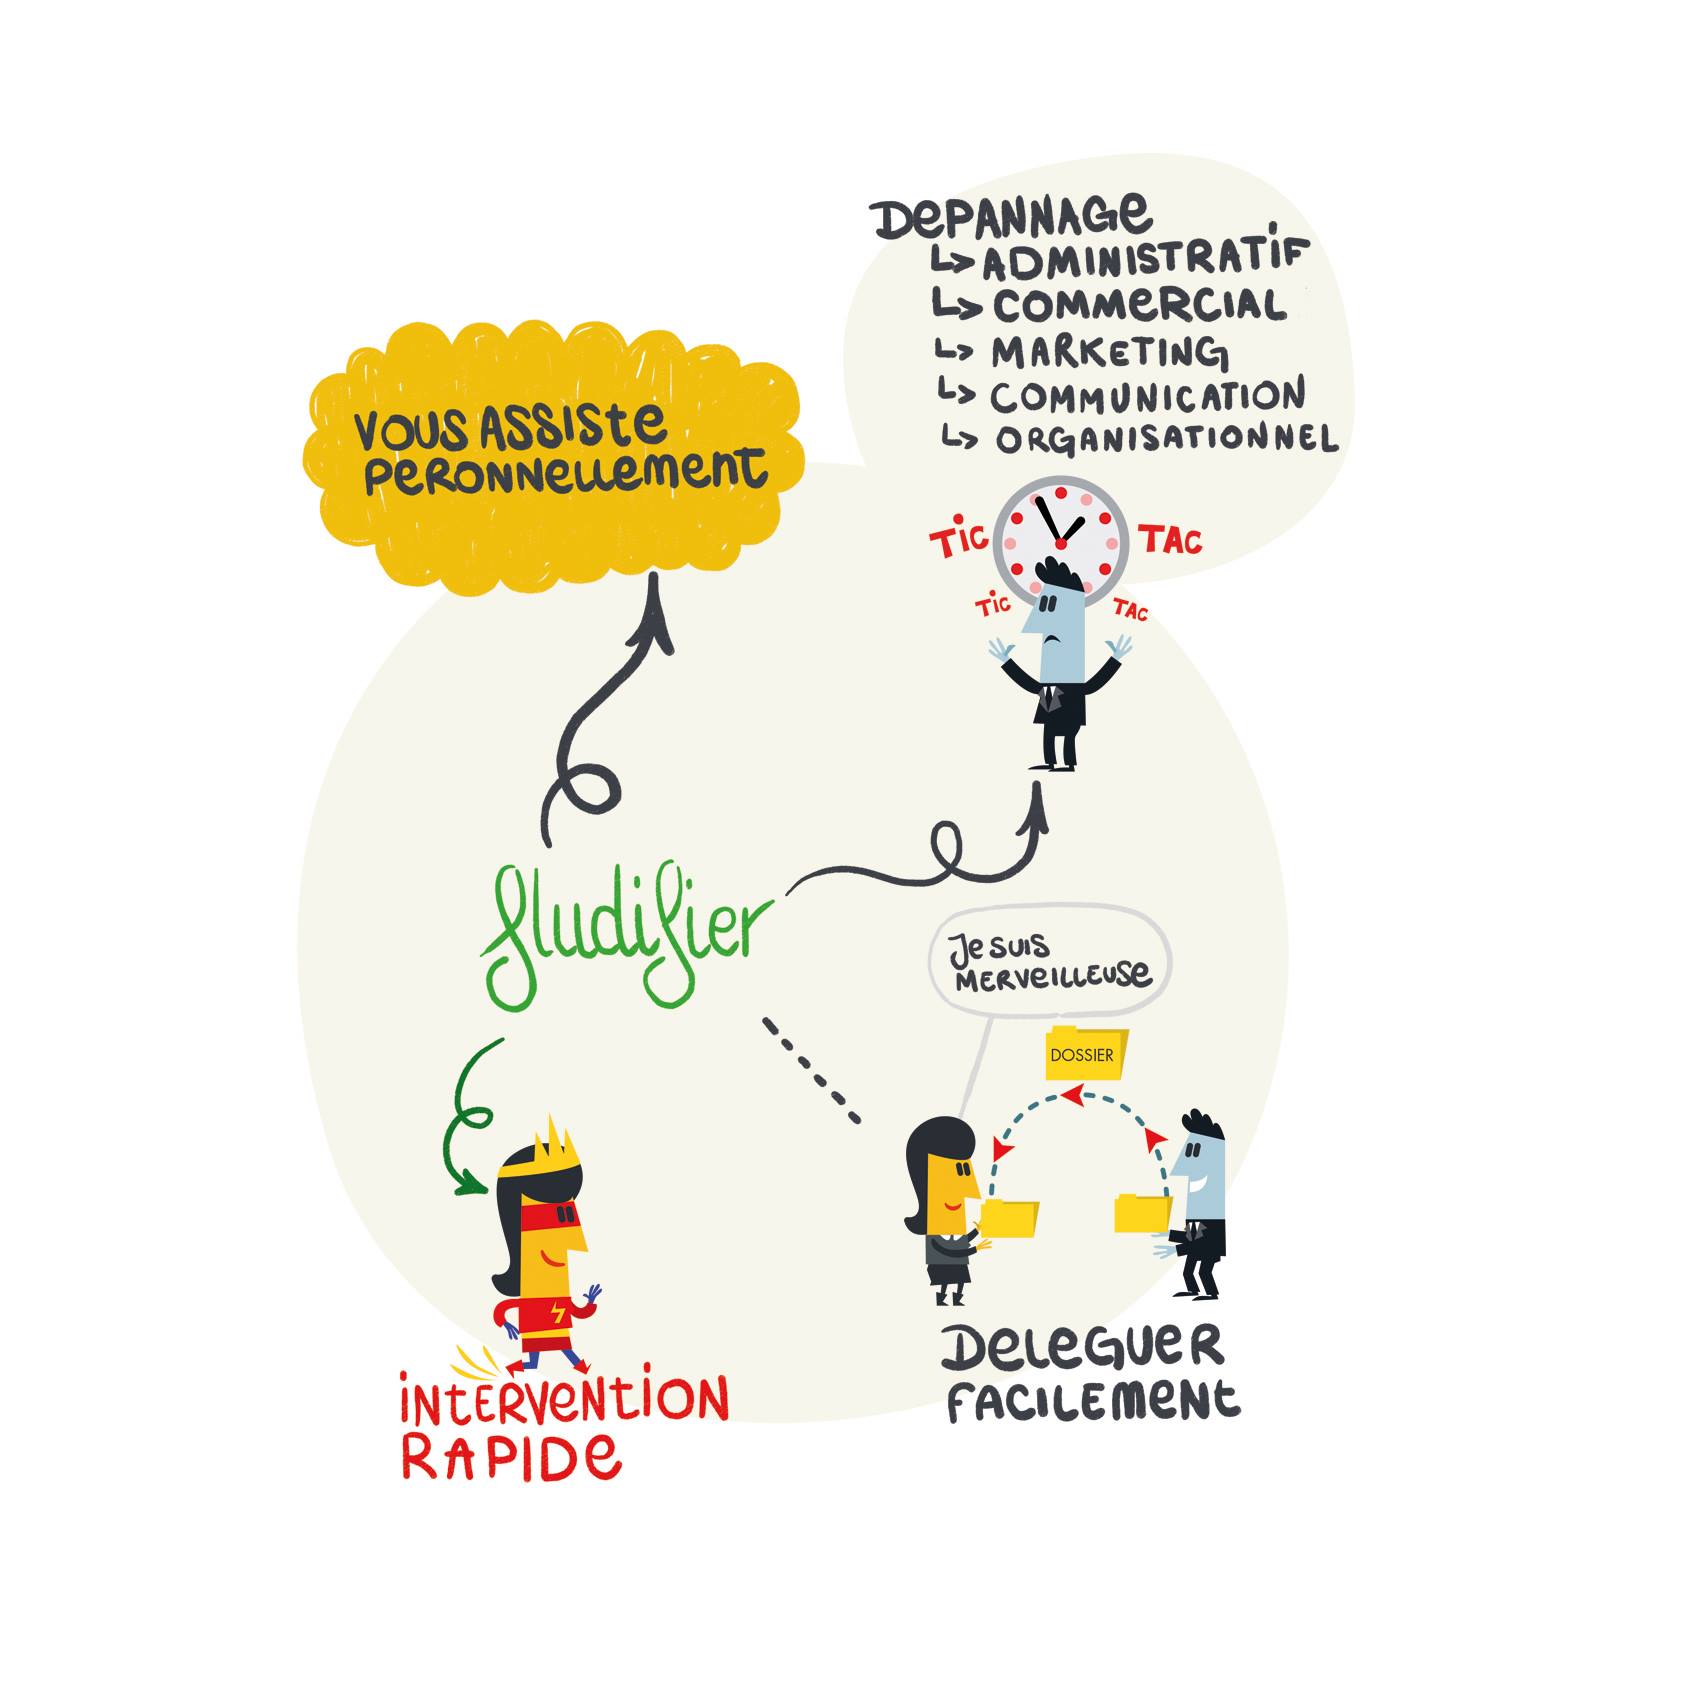 DePANNAGe
ADMINISTRATiF
COMMeRCIAL
MARKETING
COMMUNICATION
ORGANISATIONNEL
VOUS ASSISte
PERONNeLLement
Tic TAC
Tic TAC
fludifier
Je suis
MERVEILLEUSE
DOSSIER
iNtERVeNtiON
RAPIDe
DeLeGUeR
FACILEMENt